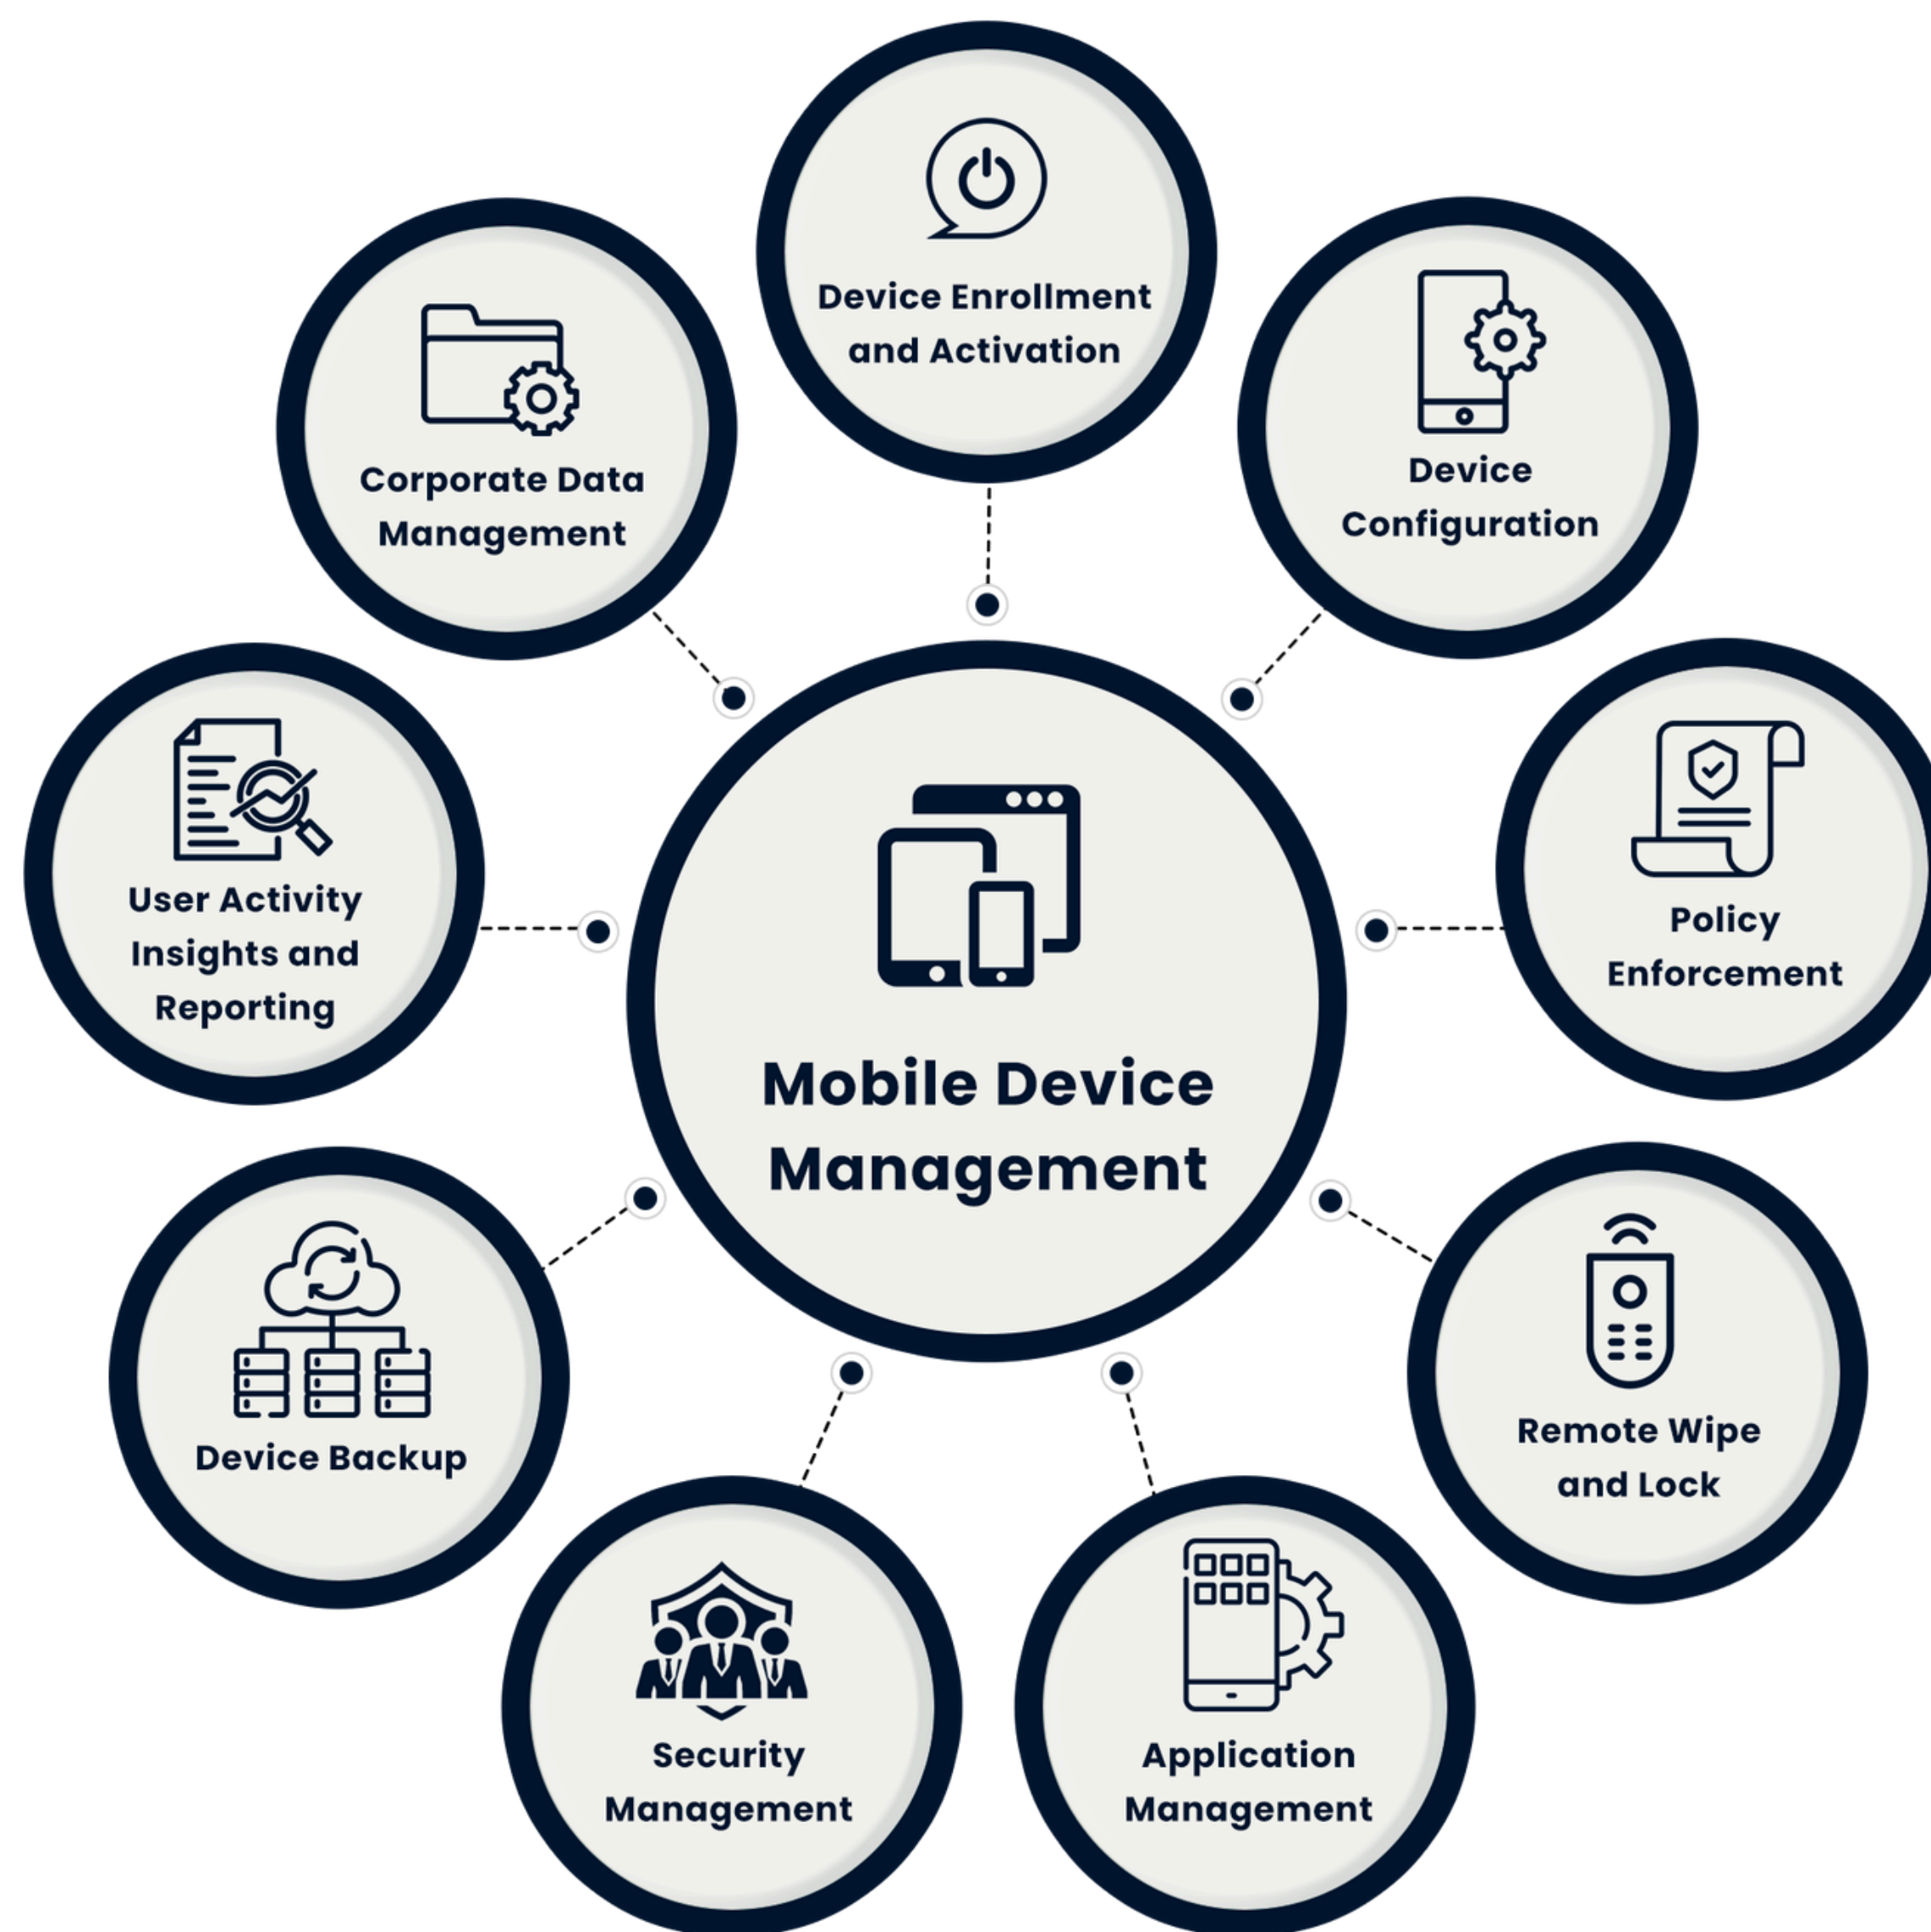 Device Enrollment
and Activation
Device
Configuration
Policy
Enforcement
Remote Wipe
and Lock
Application
Management
Security
Management
Device Backup
User Activity
Insights and
Reporting
Corporate Data
Management
Mobile Device
Management